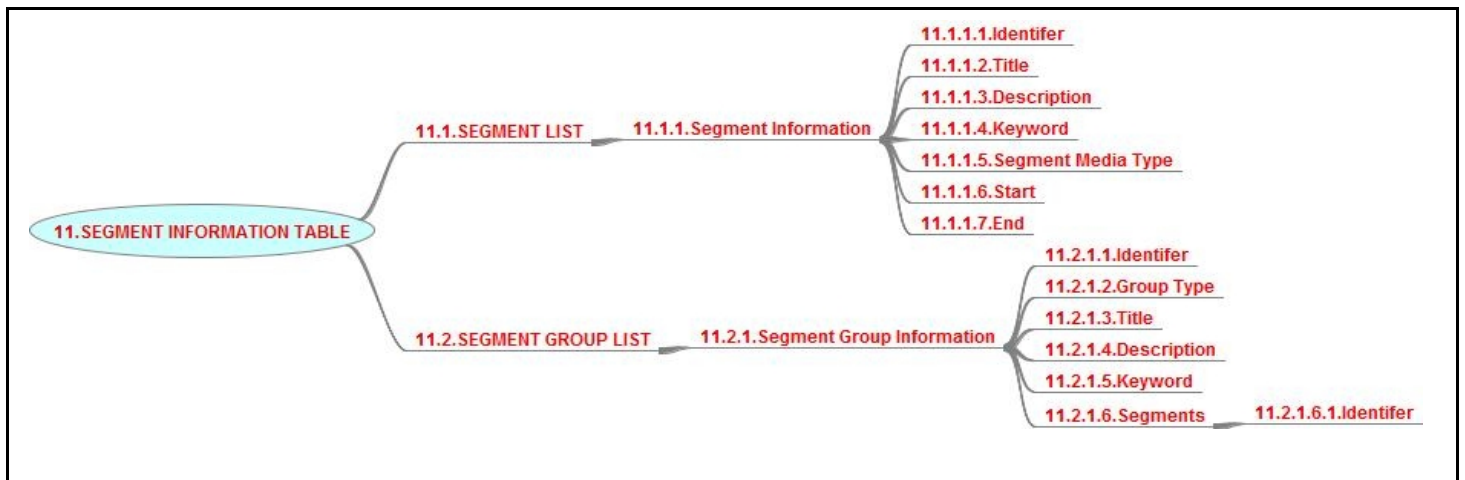 11.SEGMENT INFORMATION TABLE
11.1.SEGMENT LIST
11.1.1.Segment Information
11.1.1.1.Identifer
11.1.1.2.Title
11.1.1.3.Description
11.1.1.4.Keyword
11.1.1.5.Segment Media Type
11.1.1.6.Start
11.1.1.7.End
11.2.SEGMENT GROUP LIST
11.2.1.Segment Group Information
11.2.1.1.Identifer
11.2.1.2.Group Type
11.2.1.3.Title
11.2.1.4.Description
11.2.1.5.Keyword
11.2.1.6.Segments
11.2.1.6.1.Identifer